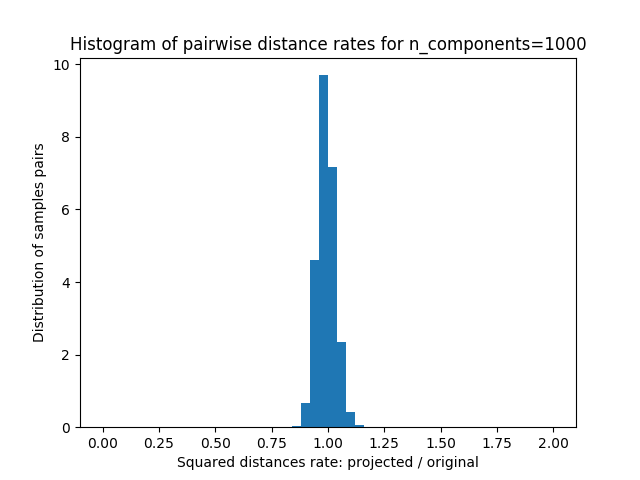 Histogram of pairwise distance rates for n_components=1000
10
8
6
4
2
0
Distribution of samples pairs
0.00 0.25 0.50 0.75 1.00 1.25 1.50 1.75 2.00
Squared distances rate: projected / original